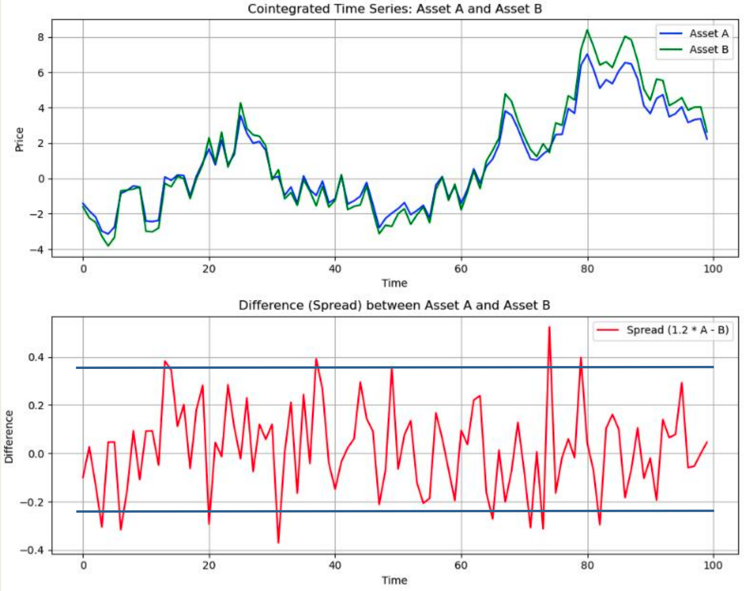 Cointegrated Time Series: Asset A and Asset B
Price
8
6
4
2
0
−2
−4
Asset A
Asset B
0 20 40 60 80 100
Time
Difference (Spread) between Asset A and Asset B
Difference
0.4
0.2
0.0
−0.2
−0.4
Spread (1.2 * A - B)
0 20 40 60 80 100
Time